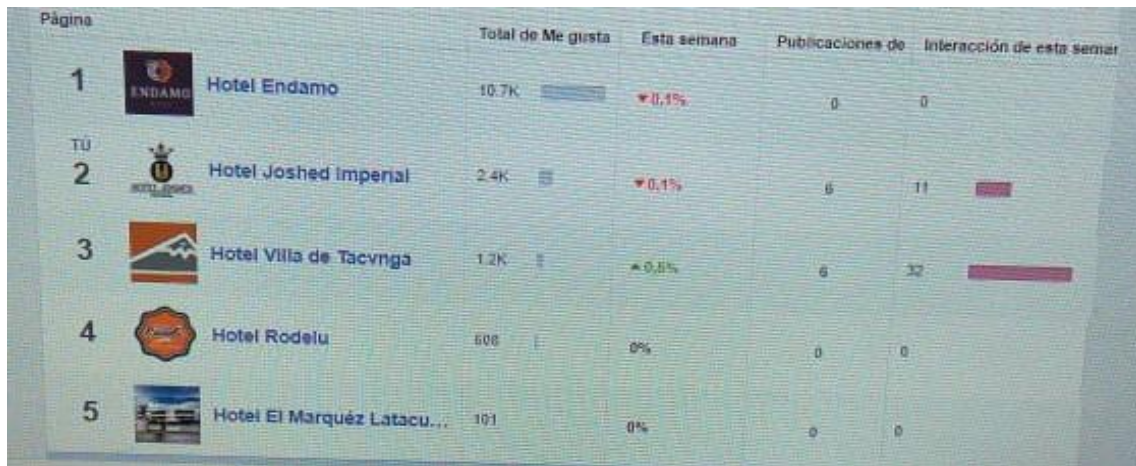 Página Total de Me gusta Esta semana Publicaciones de Interacción de esta semar
1 ENDAMO Hotel Endamo 10.7K ▼0,1% 0 0
TÚ
2 Hotel Joshed Imperial 2.4K ▼0,1% 6 11
3 Hotel Villa de Tacvnga 1.2K 6 32
4 Hotel Rodelu 0% 0 0
5 Hotel El Marquéz Latacu... 101 0% 0 0